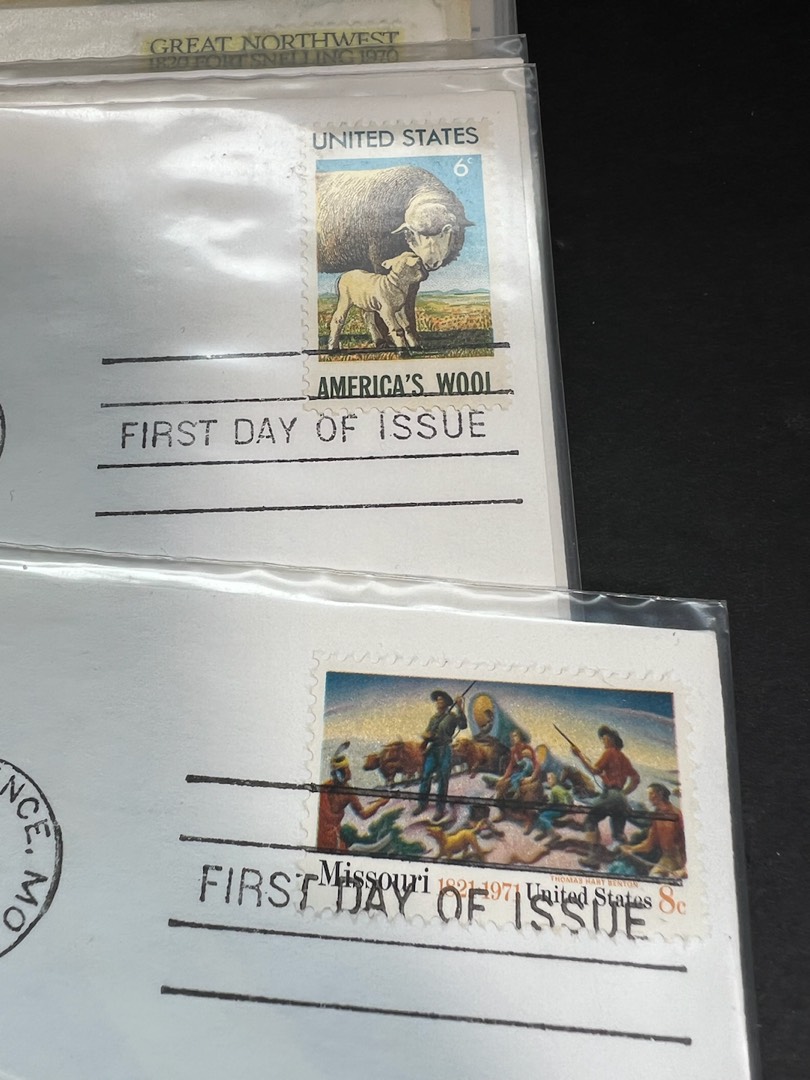 GREAT NORTHWEST
1820 FORT SNELLING 1970
UNITED STATES
6c
AMERICA'S WOOL
FIRST DAY OF ISSUE
NCE, MO
THOMAS HART BENTON
Missouri 1821-1971 United States 8c
FIRST DAY OF ISSUE